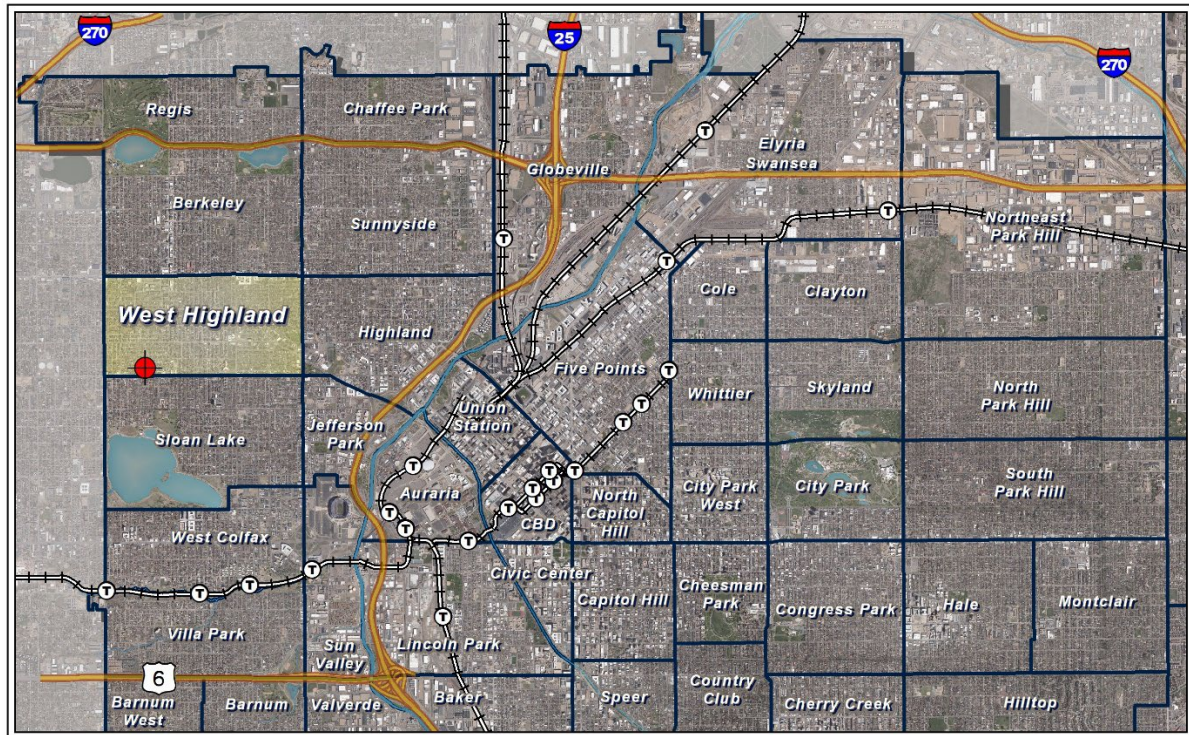 270
25
270
Regis
Chaffee Park
Elyria
Swansea
Globeville
Berkeley
Sunnyside
T
T
T
Northeast
Park Hill
T
Cole
Clayton
West Highland
Highland
Five Points
T
Whittier
Skyland
North
Park Hill
Jefferson
Park
Union
Station
T
T
Sloan Lake
T
Auraria
T
T
T
T
T
T
CBD
North
Capitol
Hill
City Park
West
City Park
South
Park Hill
T
T
T
West Colfax
T
T
T
T
T
Civic Center
Capitol Hill
Cheesman
Park
Congress Park
Hale
Montclair
T
Villa Park
Sun
Valley
Lincoln Park
6
Barnum
West
Barnum
Valverde
Baker
Speer
Country
Club
Cherry Creek
Hilltop